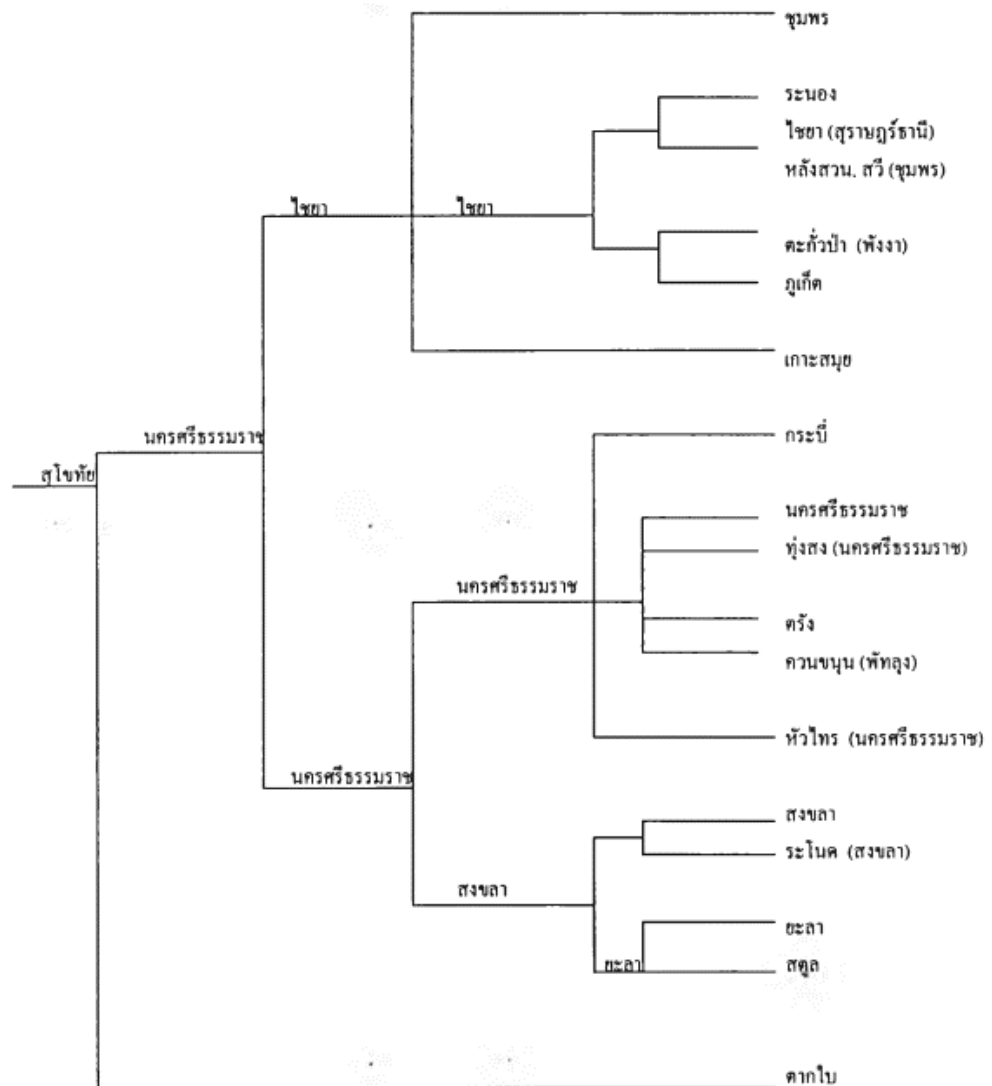 ชุมพร
ระนอง
ไชยา (สุราษฎร์ธานี)
หลังสวน. สวี (ชุมพร)
ไชยา
ไชยา
ตะกั่วป่า (พังงา)
ภูเก็ต
เกาะสมุย
กระบี่
นครศรีธรรมราช
สุโขทัย
นครศรีธรรมราช
ทุ่งสง (นครศรีธรรมราช)
นครศรีธรรมราช
ตรัง
ควนขนุน (พัทลุง)
หัวไทร (นครศรีธรรมราช)
นครศรีธรรมราช
สงขลา
ระโนด (สงขลา)
สงขลา
ยะลา
ยะลา
สตูล
ตากใบ